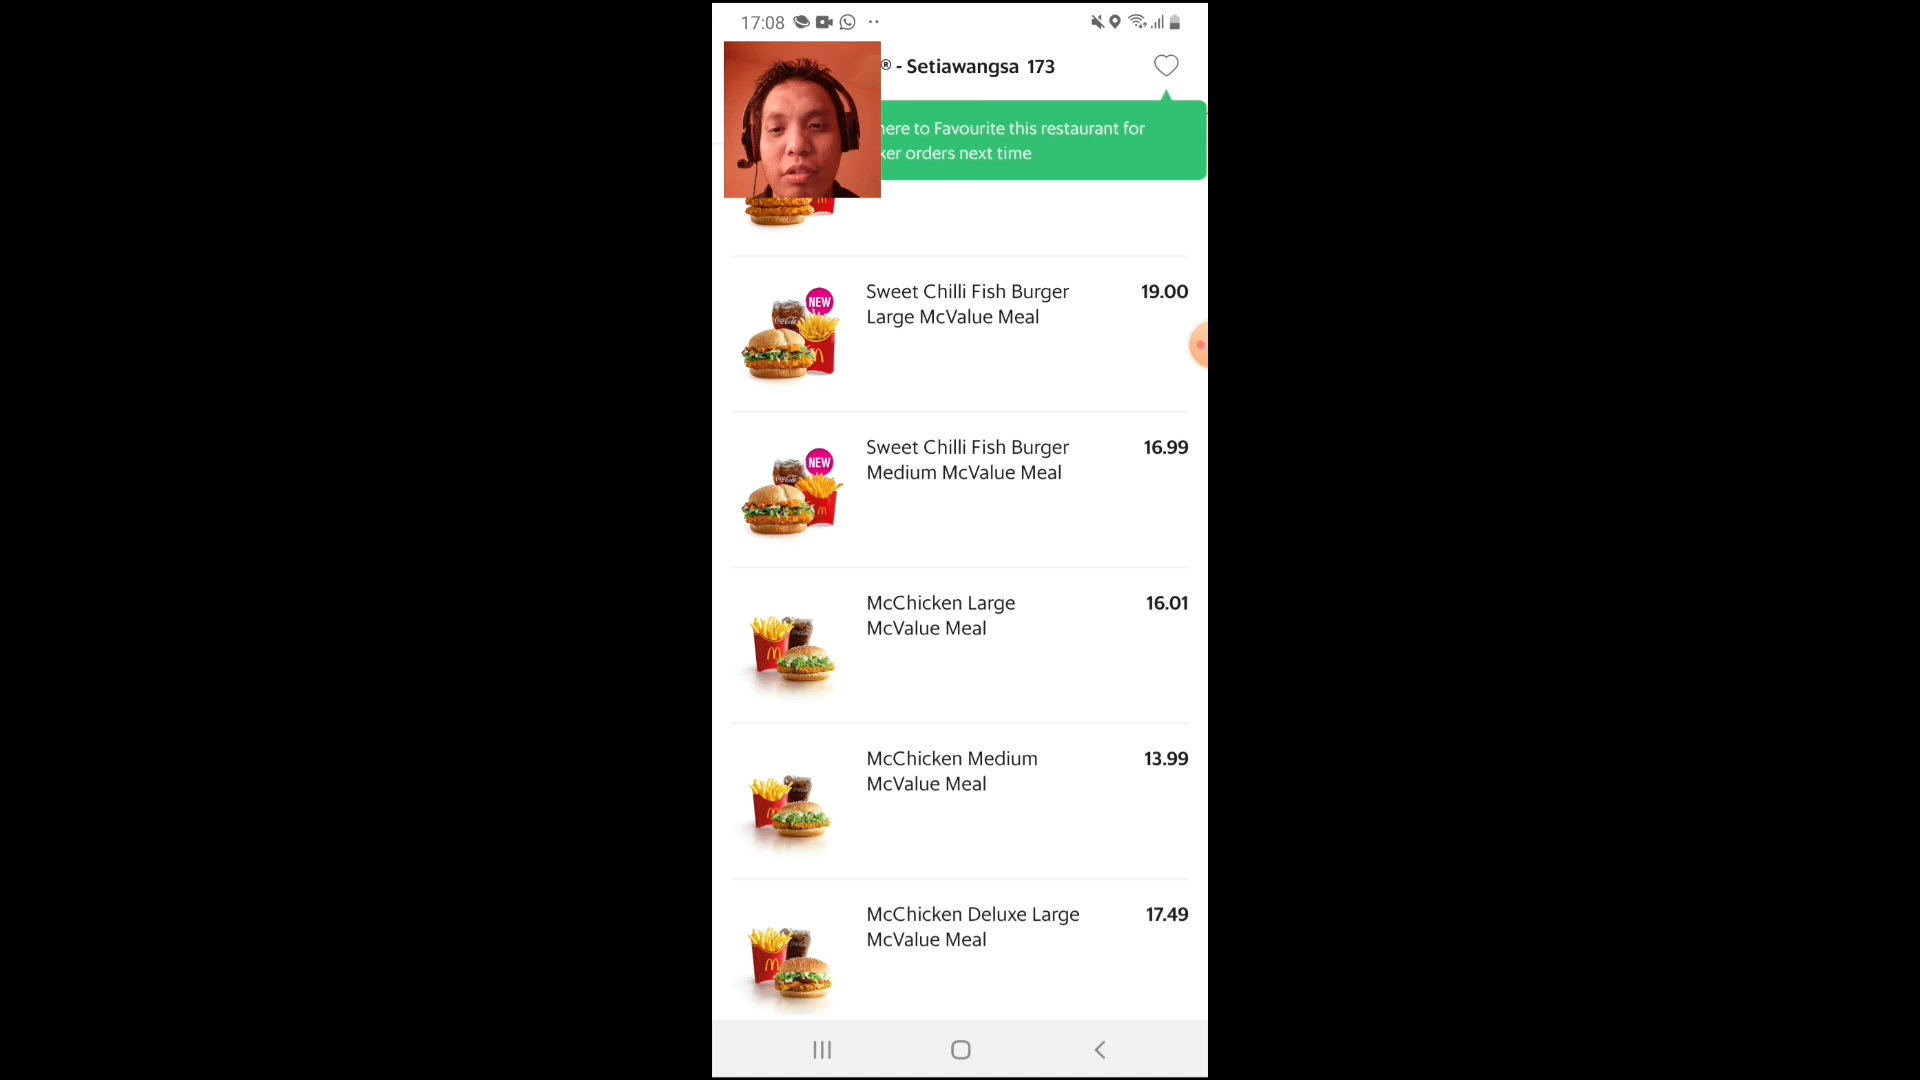 17:08
® - Setiawangsa 173
here to Favourite this restaurant for
orders next time
Sweet Chilli Fish Burger 19.00
Large McValue Meal
NEW
Sweet Chilli Fish Burger 16.99
Medium McValue Meal
NEW
McChicken Large 16.01
McValue Meal
McChicken Medium 13.99
McValue Meal
McChicken Deluxe Large 17.49
McValue Meal